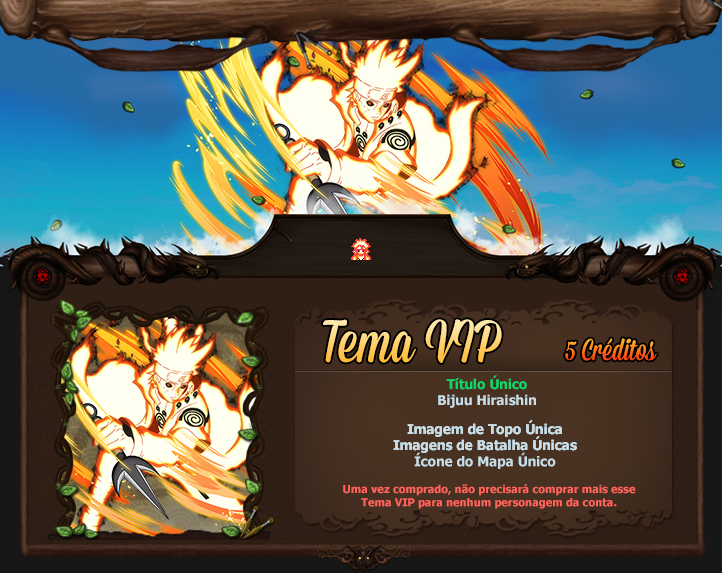 Tema VIP
5 Créditos
Título Único
Bijuu Hiraishin
Imagem de Topo Única
Imagens de Batalha Únicas
Ícone do Mapa Único
Uma vez comprado, não precisará comprar mais esse
Tema VIP para nenhum personagem da conta.